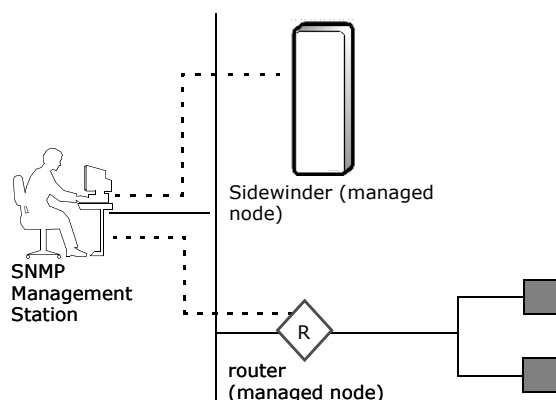 Sidewinder (managed
node)
SNMP
Management
Station
R
router
(managed node)